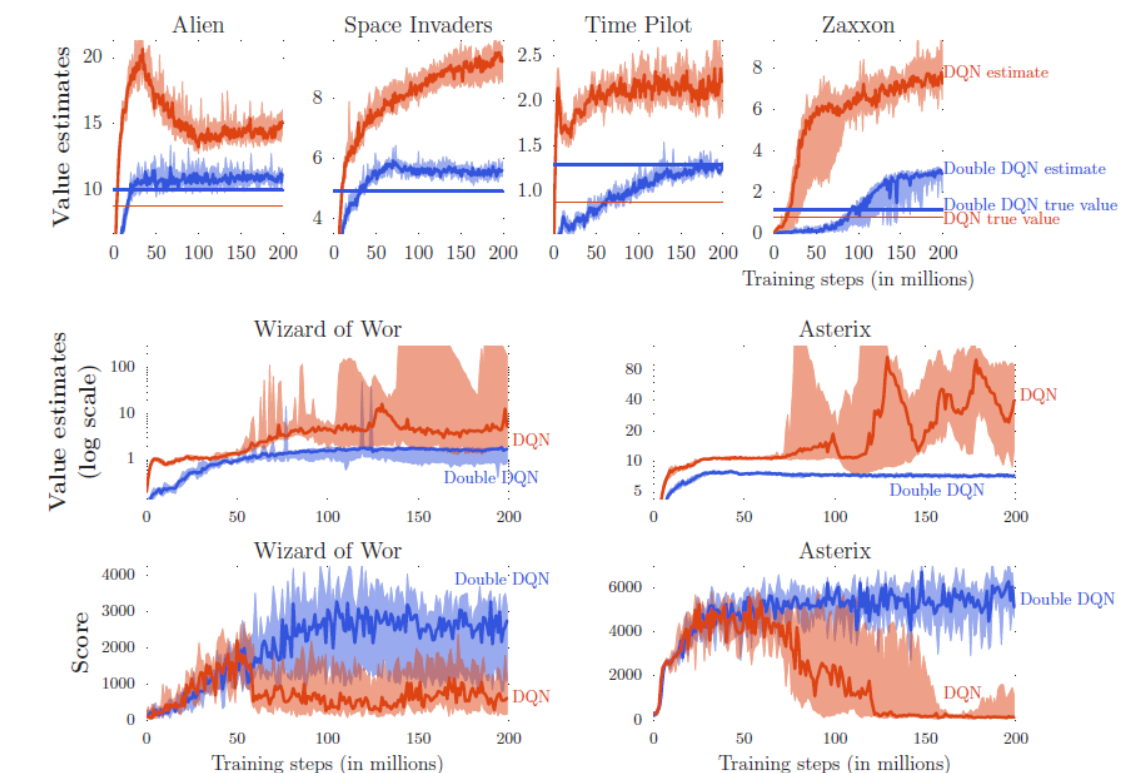 Alien
Space Invaders
Time Pilot
Zaxxon
Value estimates
20
15
10
0 50 100 150 200
8
6
4
0 50 100 150 200
2.5
2.0
1.5
1.0
0 50 100 150 200
8
6
4
2
0
0 50 100 150 200
DQN estimate
Double DQN estimate
Double DQN true value
DQN true value
Training steps (in millions)
Wizard of Wor
Asterix
Value estimates
(log scale)
100
10
1
DQN
Double DQN
0 50 100 150 200
80
40
20
10
5
DQN
Double DQN
0 50 100 150 200
Wizard of Wor
Asterix
Score
4000
3000
2000
1000
0
Double DQN
DQN
0 50 100 150 200
Training steps (in millions)
6000
4000
2000
0
Double DQN
DQN
0 50 100 150 200
Training steps (in millions)